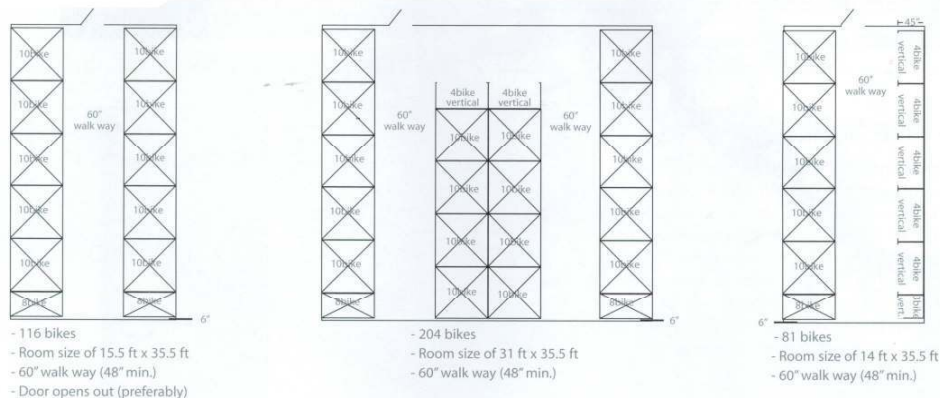 10bike 10bike
10bike 10bike
60"
walk way
10bike 10bike
10bike 10bike
10bike 10bike
8bike 8bike
6"
- 116 bikes
- Room size of 15.5 ft x 35.5 ft
- 60" walk way (48" min.)
- Door opens out (preferably)
10bike 10bike
4bike 4bike
vertical vertical
10bike 60" 60" 10bike
walk way walk way
10bike 10bike
10bike 10bike
10bike 10bike
10bike 10bike
10bike 10bike
10bike 10bike
8bike 10bike 10bike 8bike
6"
- 204 bikes
- Room size of 31 ft x 35.5 ft
- 60" walk way (48" min.)
45"
10bike
4bike
vertical
60"
walk way
10bike
4bike
vertical
10bike
4bike
vertical
10bike
4bike
vertical
10bike
4bike
vertical
8bike
vert.
6"
- 81 bikes
- Room size of 14 ft x 35.5 ft
- 60" walk way (48" min.)